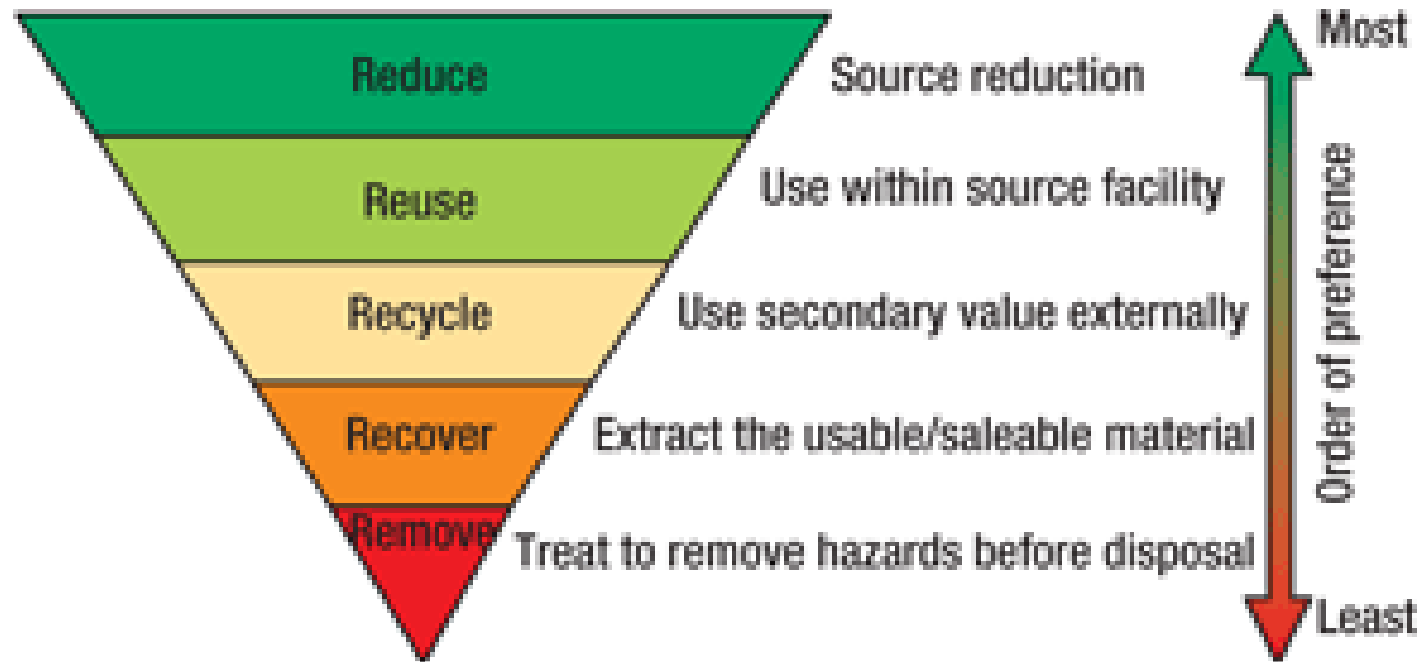 Most
Reduce
Source reduction
Reuse
Use within source facility
Recycle
Use secondary value externally
Recover
Extract the usable/saleable material
Remove
Treat to remove hazards before disposal
Order of preference
Least